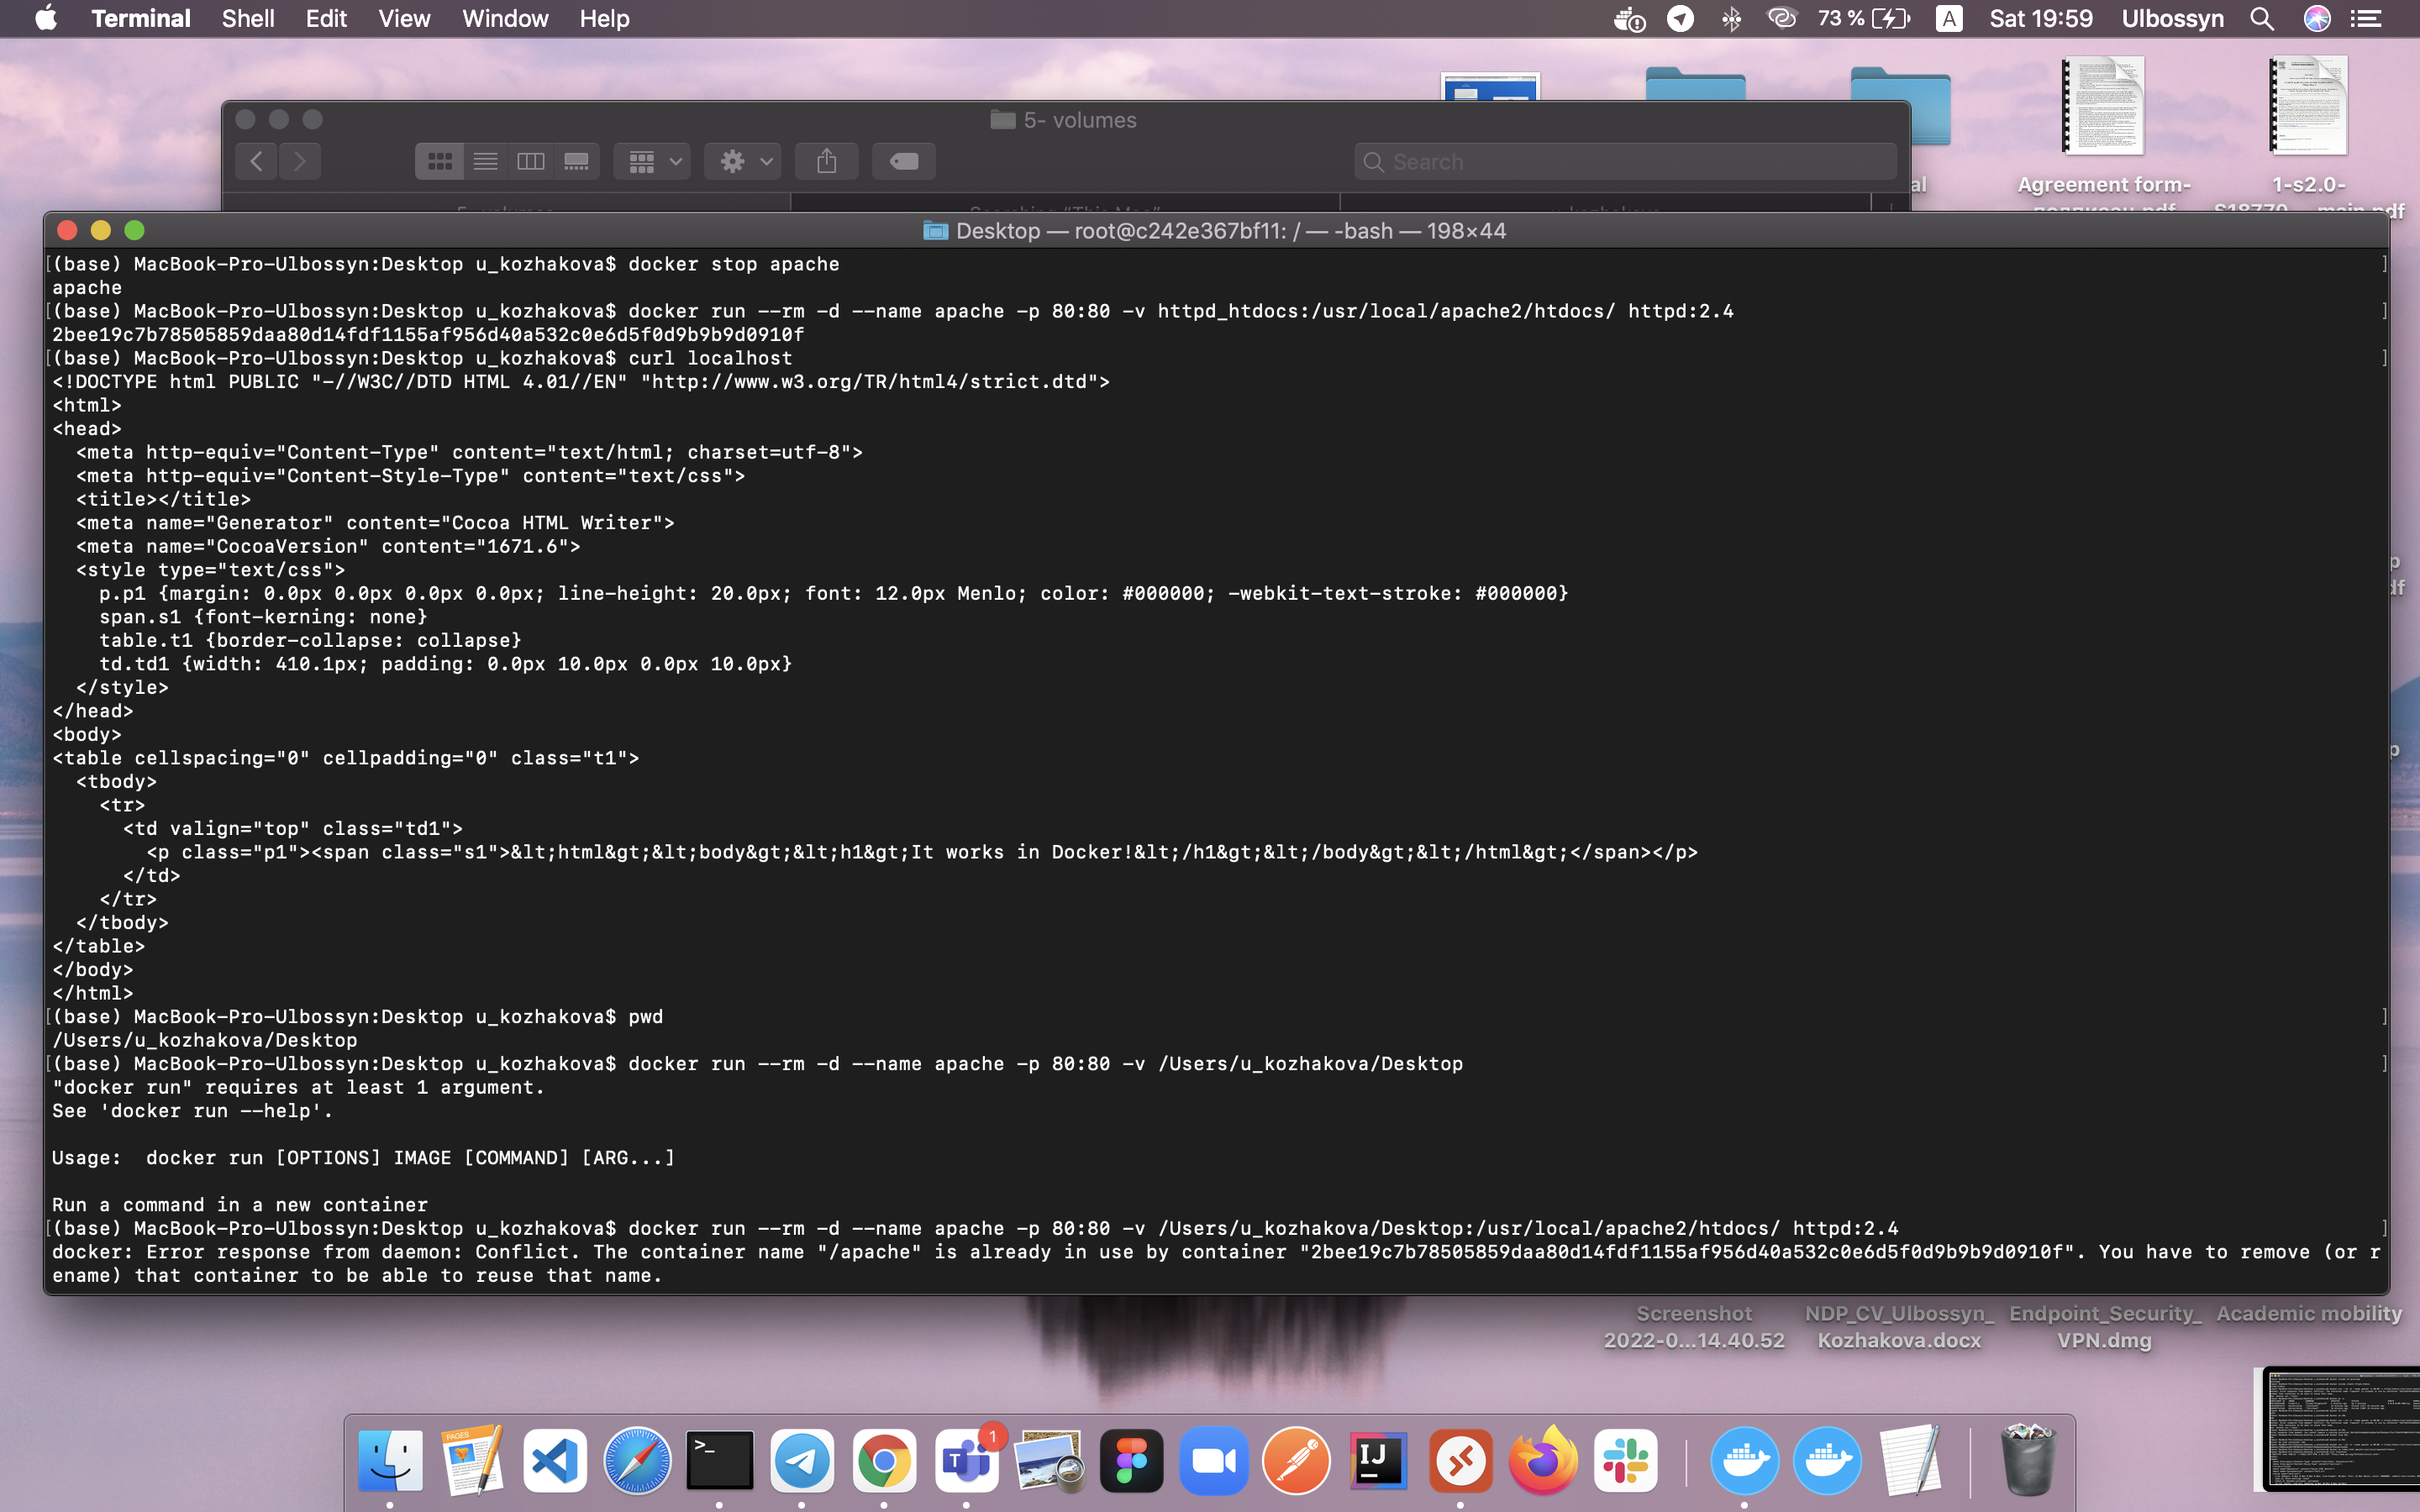 Terminal Shell Edit View Window Help 73 % A Sat 19:59 Ulbossyn
5- volumes
Search
al
Agreement form-
1-s2.0-
Desktop — root@c242e367bf11: / — -bash — 198×44
[(base) MacBook-Pro-Ulbossyn:Desktop u_kozhakova$ docker stop apache ]
apache
[(base) MacBook-Pro-Ulbossyn:Desktop u_kozhakova$ docker run --rm -d --name apache -p 80:80 -v httpd_htdocs:/usr/local/apache2/htdocs/ httpd:2.4 ]
2bee19c7b78505859daa80d14fdf1155af956d40a532c0e6d5f0d9b9b9d0910f
[(base) MacBook-Pro-Ulbossyn:Desktop u_kozhakova$ curl localhost ]
<!DOCTYPE html PUBLIC "-//W3C//DTD HTML 4.01//EN" "http://www.w3.org/TR/html4/strict.dtd">
<html>
<head>
  <meta http-equiv="Content-Type" content="text/html; charset=utf-8">
  <meta http-equiv="Content-Style-Type" content="text/css">
  <title></title>
  <meta name="Generator" content="Cocoa HTML Writer">
  <meta name="CocoaVersion" content="1671.6">
  <style type="text/css">
    p.p1 {margin: 0.0px 0.0px 0.0px 0.0px; line-height: 20.0px; font: 12.0px Menlo; color: #000000; -webkit-text-stroke: #000000}
    span.s1 {font-kerning: none}
    table.t1 {border-collapse: collapse}
    td.td1 {width: 410.1px; padding: 0.0px 10.0px 0.0px 10.0px}
  </style>
</head>
<body>
<table cellspacing="0" cellpadding="0" class="t1">
  <tbody>
    <tr>
      <td valign="top" class="td1">
        <p class="p1"><span class="s1">&lt;html&gt;&lt;body&gt;&lt;h1&gt;It works in Docker!&lt;/h1&gt;&lt;/body&gt;&lt;/html&gt;</span></p>
      </td>
    </tr>
  </tbody>
</table>
</body>
</html>
[(base) MacBook-Pro-Ulbossyn:Desktop u_kozhakova$ pwd ]
/Users/u_kozhakova/Desktop
[(base) MacBook-Pro-Ulbossyn:Desktop u_kozhakova$ docker run --rm -d --name apache -p 80:80 -v /Users/u_kozhakova/Desktop ]
"docker run" requires at least 1 argument.
See 'docker run --help'.
Usage:  docker run [OPTIONS] IMAGE [COMMAND] [ARG...]
Run a command in a new container
[(base) MacBook-Pro-Ulbossyn:Desktop u_kozhakova$ docker run --rm -d --name apache -p 80:80 -v /Users/u_kozhakova/Desktop:/usr/local/apache2/htdocs/ httpd:2.4 ]
docker: Error response from daemon: Conflict. The container name "/apache" is already in use by container "2bee19c7b78505859daa80d14fdf1155af956d40a532c0e6d5f0d9b9b9d0910f". You have to remove (or r
ename) that container to be able to reuse that name.
Screenshot
2022-0...14.40.52
NDP_CV_Ulbossyn_
Kozhakova.docx
Endpoint_Security_
VPN.dmg
Academic mobility
PAGES
1
IJ